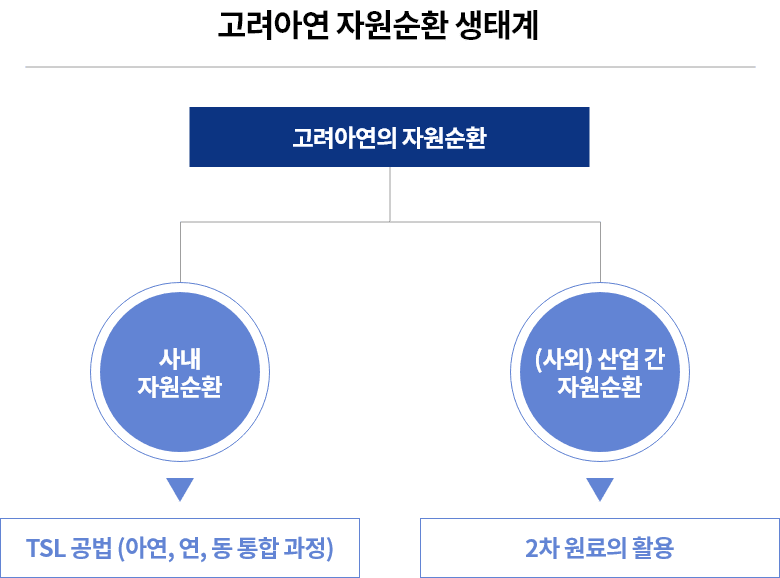 고려아연 자원순환 생태계
고려아연의 자원순환
사내
자원순환
(사외) 산업 간
자원순환
TSL 공법 (아연, 연, 동 통합 과정)
2차 원료의 활용